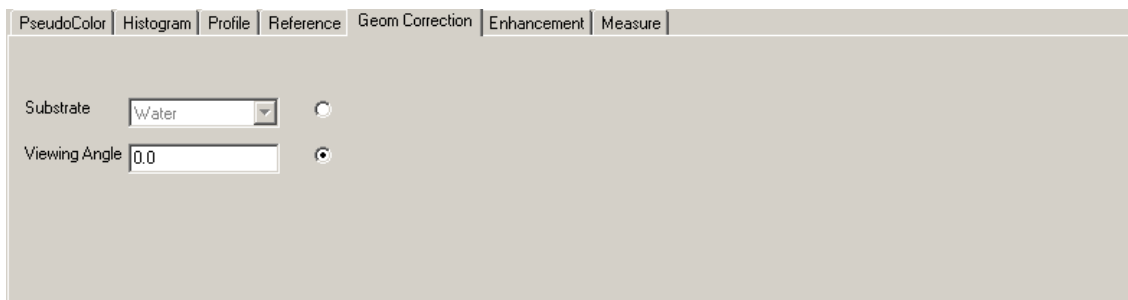 PseudoColor Histogram Profile Reference Geom Correction Enhancement Measure
Substrate Water
Viewing Angle 0.0